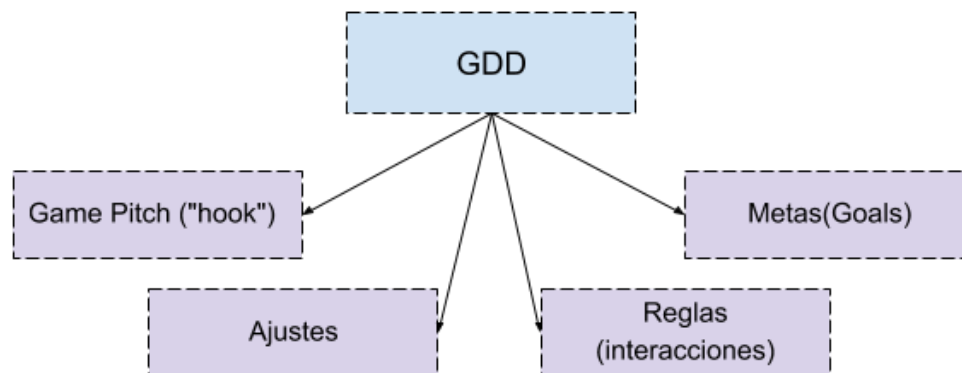 GDD
Game Pitch ("hook")
Metas(Goals)
Ajustes
Reglas
(interacciones)